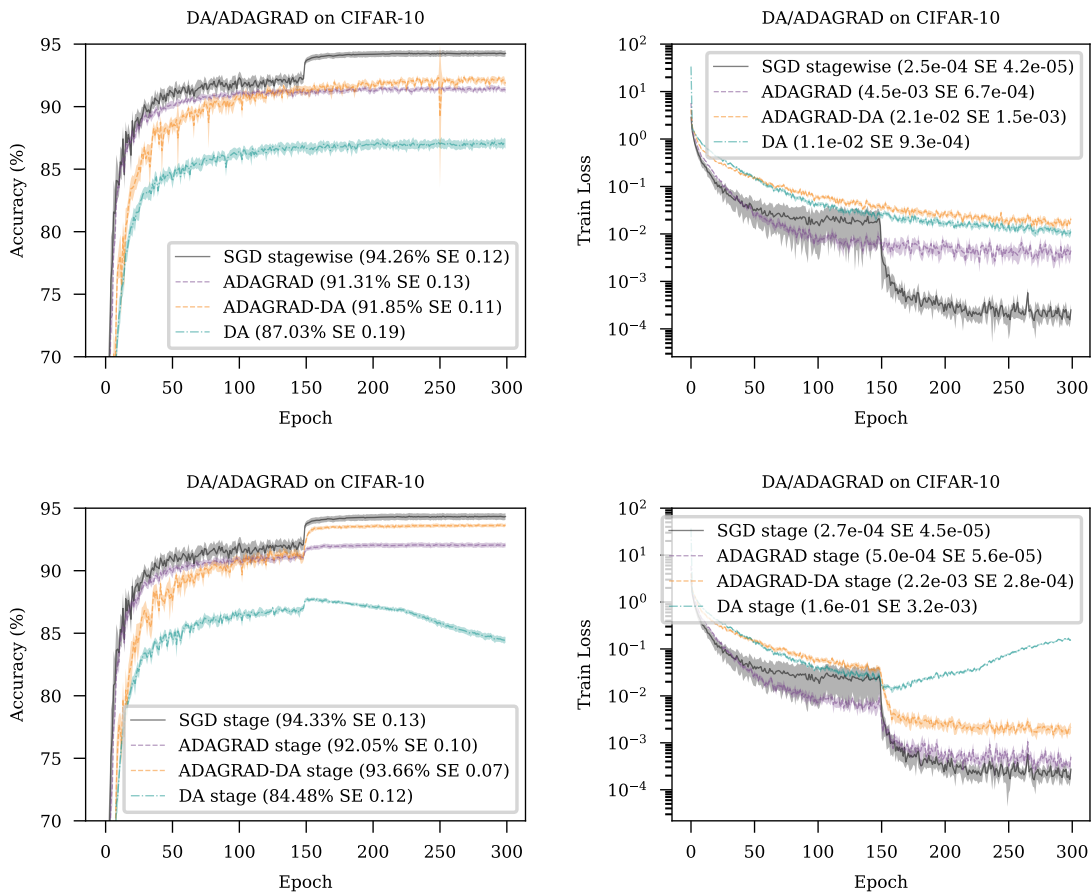 DA/ADAGRAD on CIFAR-10
95
90
85
80
75
70
Accuracy (%)
SGD stagewise (94.26% SE 0.12)
ADAGRAD (91.31% SE 0.13)
ADAGRAD-DA (91.85% SE 0.11)
DA (87.03% SE 0.19)
0 50 100 150 200 250 300
Epoch
DA/ADAGRAD on CIFAR-10
10^2
10^1
10^0
10^−1
10^−2
10^−3
10^−4
Train Loss
SGD stagewise (2.5e-04 SE 4.2e-05)
ADAGRAD (4.5e-03 SE 6.7e-04)
ADAGRAD-DA (2.1e-02 SE 1.5e-03)
DA (1.1e-02 SE 9.3e-04)
0 50 100 150 200 250 300
Epoch
DA/ADAGRAD on CIFAR-10
95
90
85
80
75
70
Accuracy (%)
SGD stage (94.33% SE 0.13)
ADAGRAD stage (92.05% SE 0.10)
ADAGRAD-DA stage (93.66% SE 0.07)
DA stage (84.48% SE 0.12)
0 50 100 150 200 250 300
Epoch
DA/ADAGRAD on CIFAR-10
10^2
10^1
10^0
10^−1
10^−2
10^−3
10^−4
Train Loss
SGD stage (2.7e-04 SE 4.5e-05)
ADAGRAD stage (5.0e-04 SE 5.6e-05)
ADAGRAD-DA stage (2.2e-03 SE 2.8e-04)
DA stage (1.6e-01 SE 3.2e-03)
0 50 100 150 200 250 300
Epoch